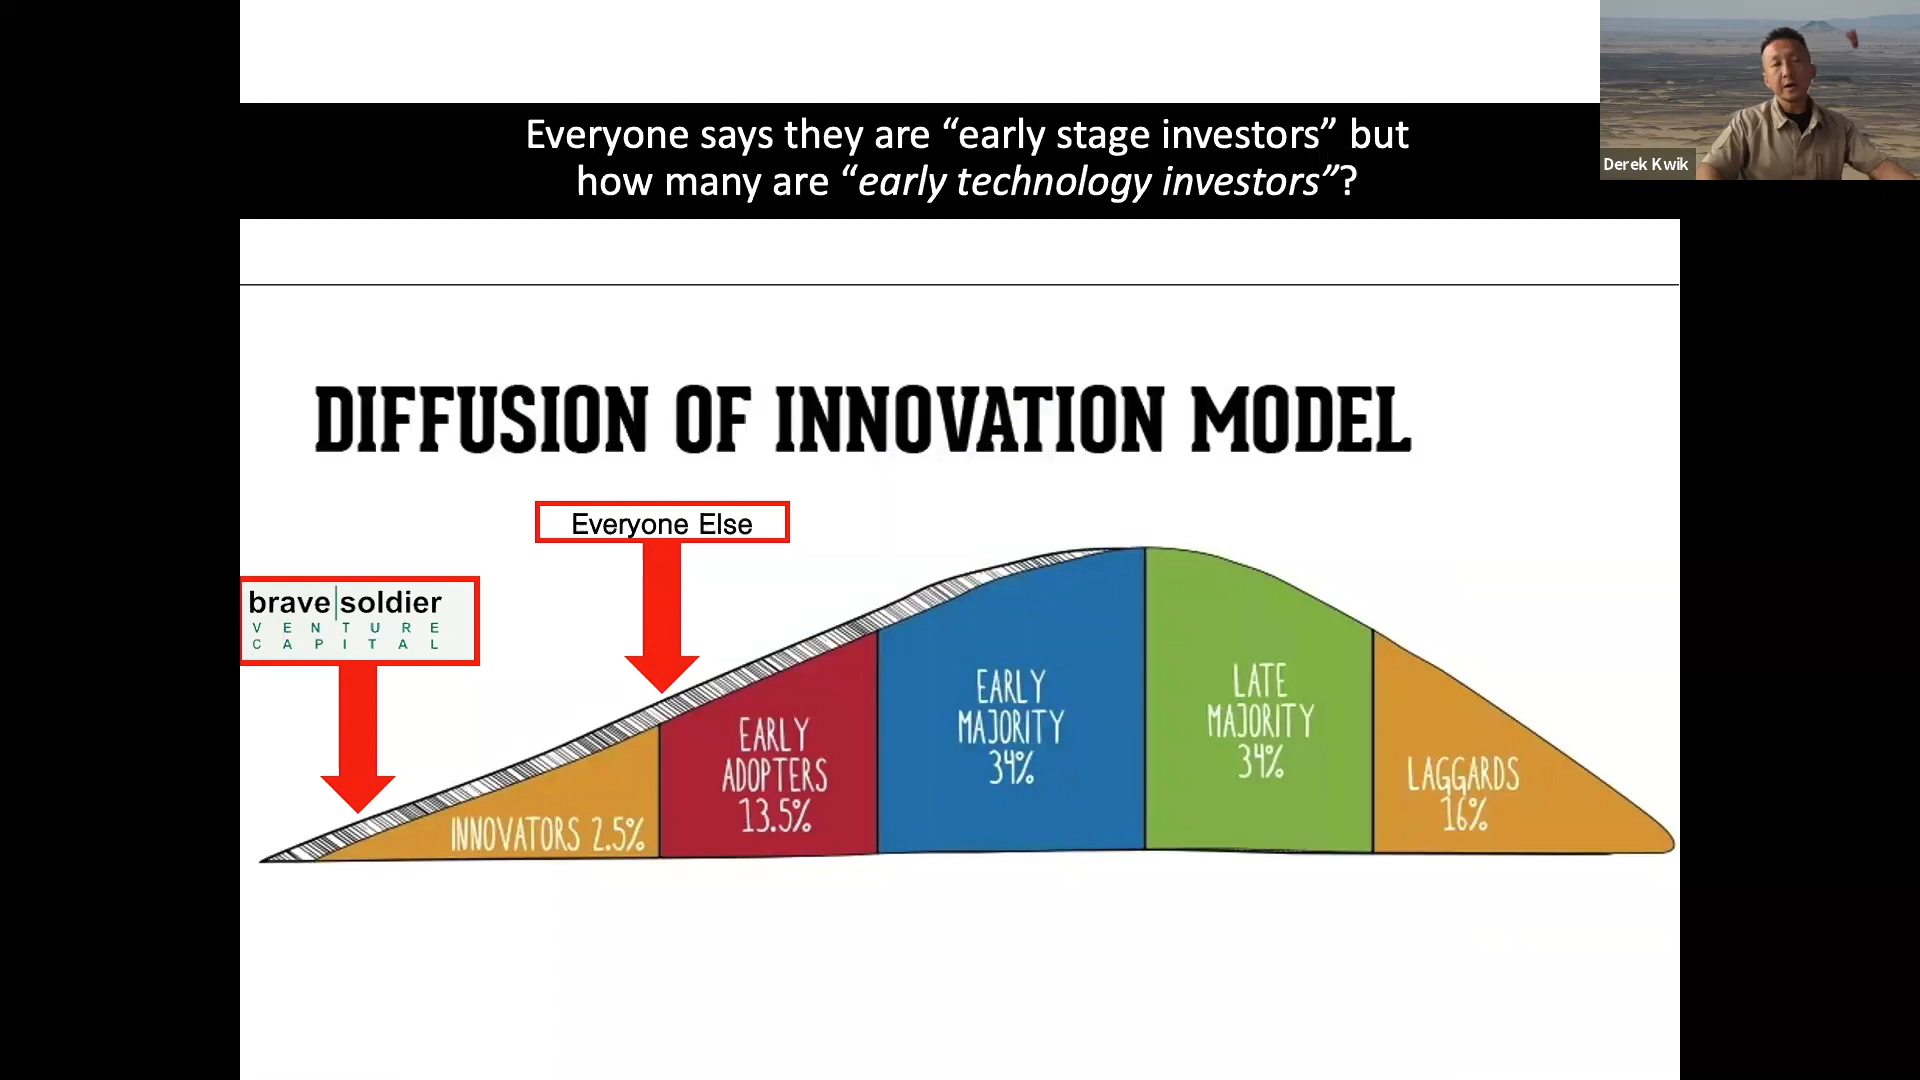 Everyone says they are “early stage investors” but
how many are “early technology investors”?
Derek Kwik
DIFFUSION OF INNOVATION MODEL
Everyone Else
brave|soldier
VENTURE
CAPITAL
INNOVATORS 2.5%
EARLY
ADOPTERS
13.5%
EARLY
MAJORITY
34%
LATE
MAJORITY
34%
LAGGARDS
16%